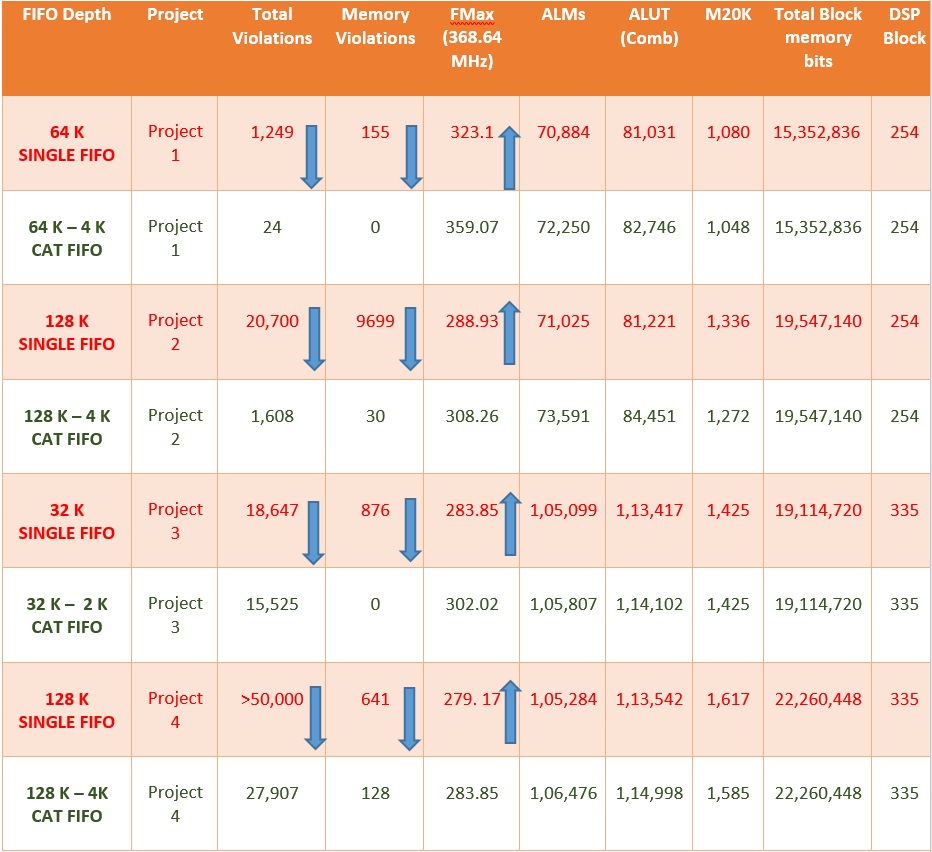 FIFO Depth Project Total Violations Memory Violations FMax (368.64 MHz) ALMs ALUT (Comb) M20K Total Block memory bits DSP Block
64 K SINGLE FIFO Project 1 1,249 155 323.1 70,884 81,031 1,080 15,352,836 254
64 K – 4 K CAT FIFO Project 1 24 0 359.07 72,250 82,746 1,048 15,352,836 254
128 K SINGLE FIFO Project 2 20,700 9699 288.93 71,025 81,221 1,336 19,547,140 254
128 K – 4 K CAT FIFO Project 2 1,608 30 308.26 73,591 84,451 1,272 19,547,140 254
32 K SINGLE FIFO Project 3 18,647 876 283.85 1,05,099 1,13,417 1,425 19,114,720 335
32 K – 2 K CAT FIFO Project 3 15,525 0 302.02 1,05,807 1,14,102 1,425 19,114,720 335
128 K SINGLE FIFO Project 4 >50,000 641 279. 17 1,05,284 1,13,542 1,617 22,260,448 335
128 K – 4K CAT FIFO Project 4 27,907 128 283.85 1,06,476 1,14,998 1,585 22,260,448 335